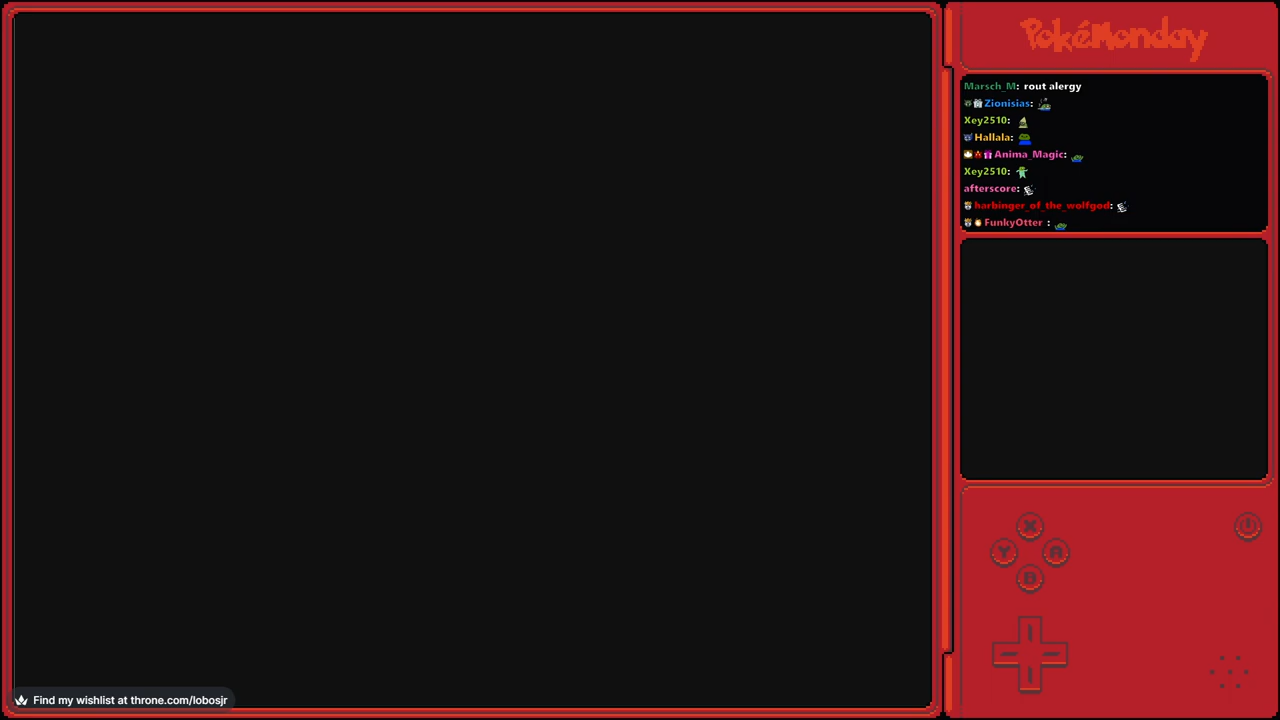 PokéMonday
Marsch_M: rout alergy
Zionisias:
Xey2510:
Hallala:
Anima_Magic:
Xey2510:
afterscore:
harbinger_of_the_wolfgod:
FunkyOtter :
X
Y A
B
Find my wishlist at throne.com/lobosjr